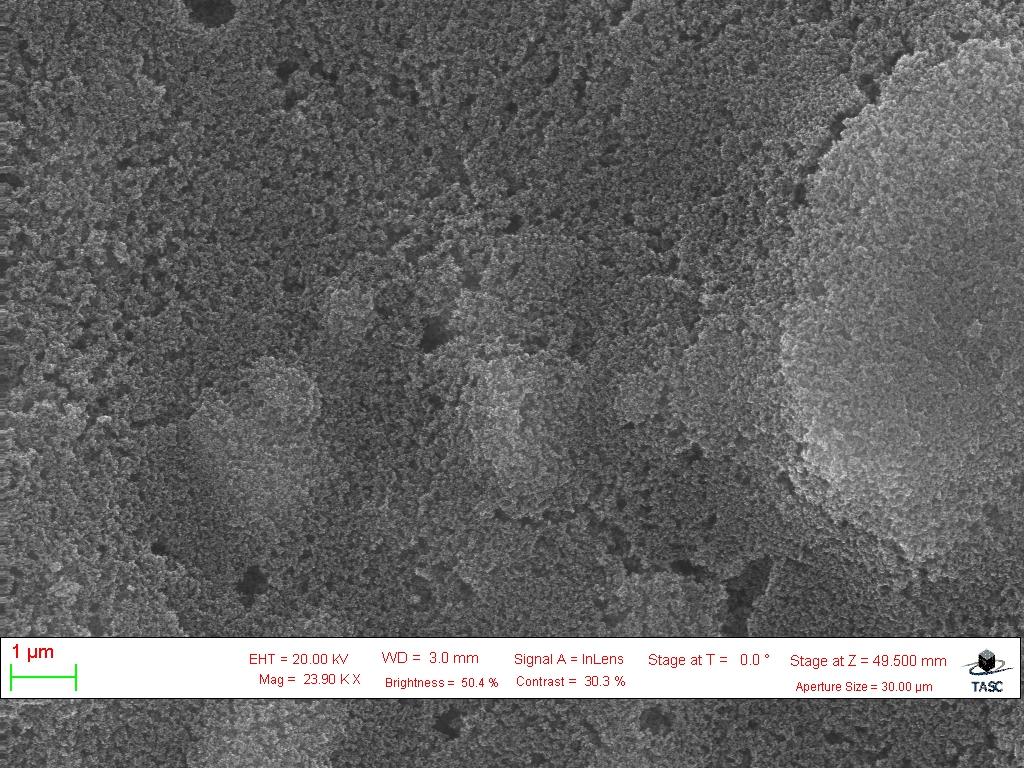 1 µm
EHT = 20.00 kV WD = 3.0 mm Signal A = InLens Stage at T = 0.0 ° Stage at Z = 49.500 mm
Mag = 23.90 K X Brightness = 50.4 % Contrast = 30.3 % Aperture Size = 30.00 µm
TASC